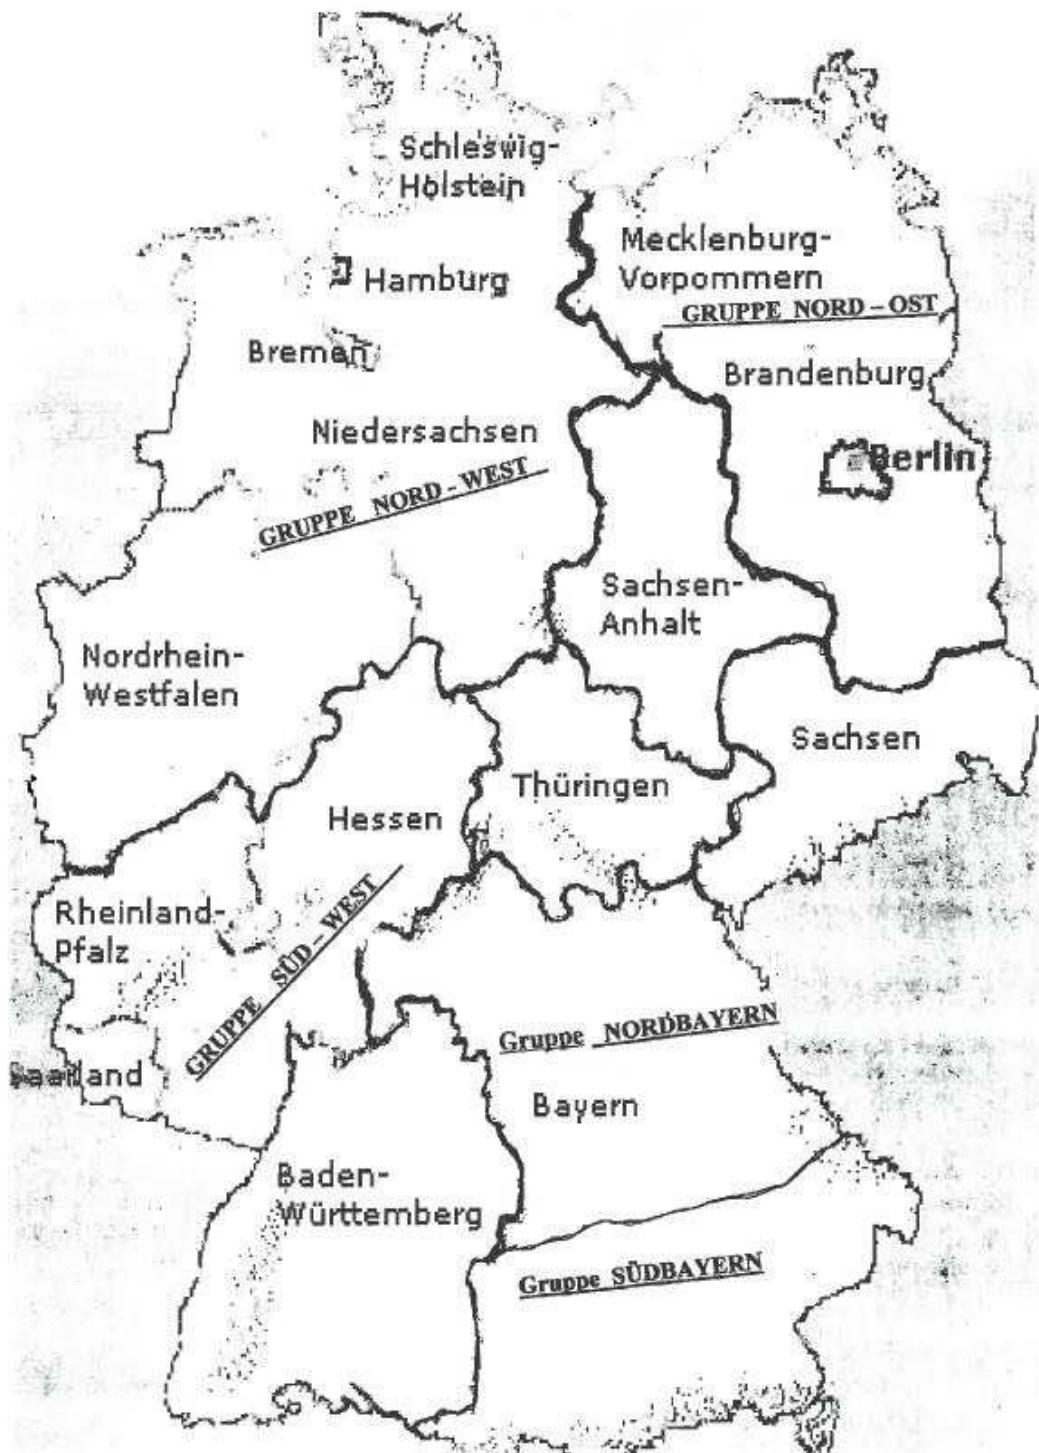 Schleswig-
Holstein
Mecklenburg-
Vorpommern
Hamburg
GRUPPE NORD – OST
Bremen
Brandenburg
Niedersachsen
Berlin
GRUPPE NORD - WEST
Sachsen-
Anhalt
Nordrhein-
Westfalen
Sachsen
Thüringen
Hessen
Rheinland-
Pfalz
GRUPPE SÜD – WEST
Gruppe NORDBAYERN
Saarland
Bayern
Baden-
Württemberg
Gruppe SÜDBAYERN